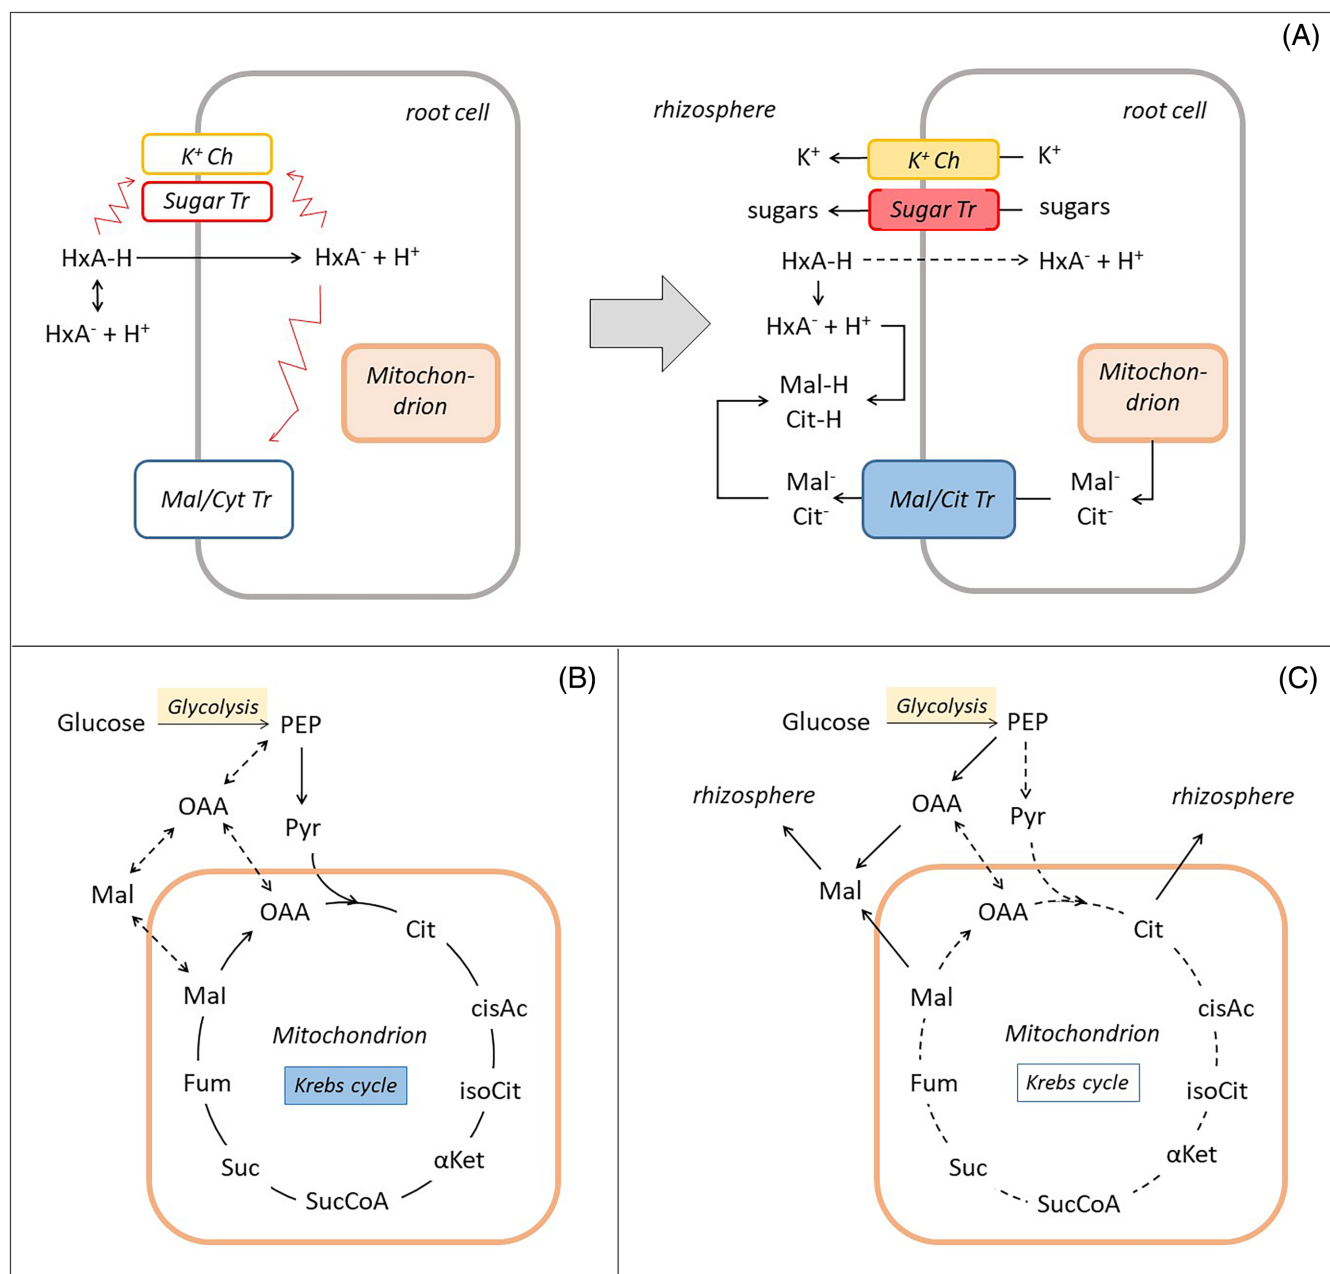 (A)
root cell
K⁺ Ch
Sugar Tr
HxA-H
HxA⁻ + H⁺
HxA⁻ + H⁺
Mitochon-
drion
Mal/Cyt Tr
rhizosphere
root cell
K⁺
K⁺ Ch
K⁺
sugars
Sugar Tr
sugars
HxA-H
HxA⁻ + H⁺
HxA⁻ + H⁺
Mal-H
Cit-H
Mitochon-
drion
Mal⁻
Cit⁻
Mal/Cit Tr
Mal⁻
Cit⁻
(B)
Glucose
Glycolysis
PEP
OAA
Pyr
Mal
OAA
Cit
Mal
cisAc
Mitochondrion
Fum
Krebs cycle
isoCit
Suc
αKet
SucCoA
(C)
Glucose
Glycolysis
PEP
rhizosphere
OAA
rhizosphere
Pyr
Mal
OAA
Cit
Mal
cisAc
Mitochondrion
Fum
Krebs cycle
isoCit
Suc
αKet
SucCoA